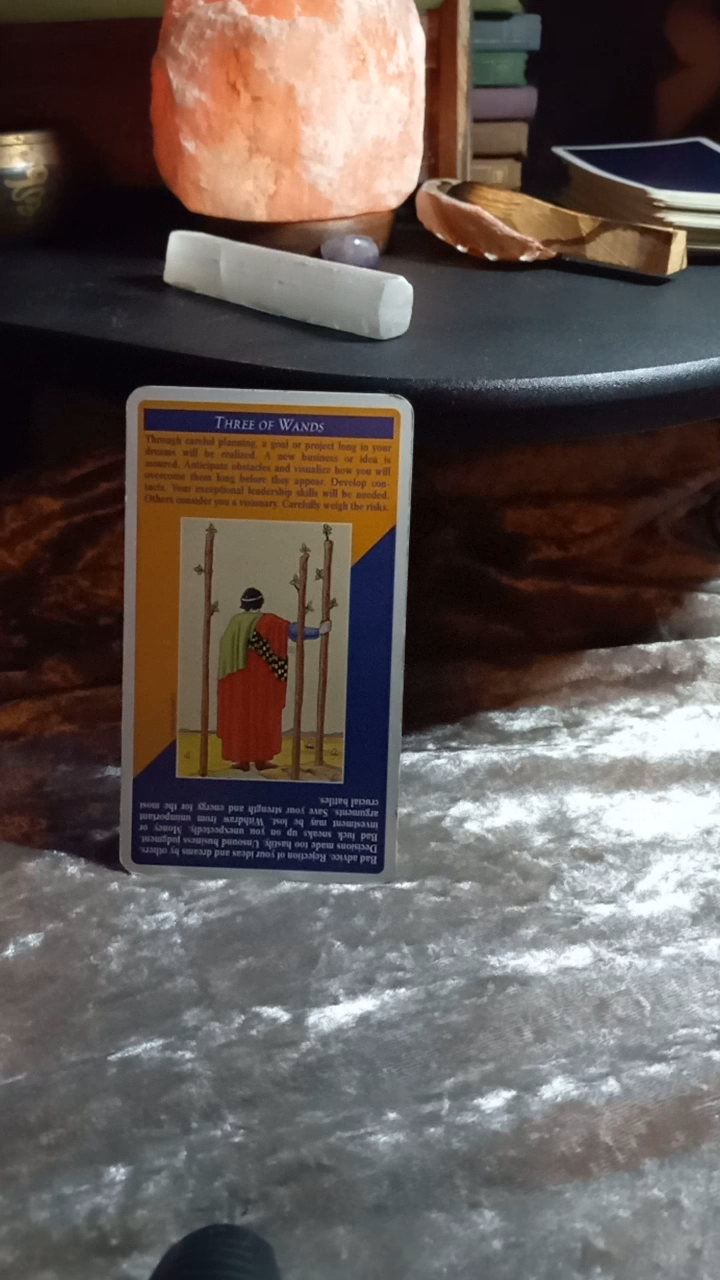 THREE OF WANDS
Through careful planning, a goal or project long in your
dreams will be realized. A new business or idea is
assured. Anticipate obstacles and visualize how you will
overcome them long before they appear. Develop con-
tacts. Your exceptional leadership skills will be needed.
Others consider you a visionary. Carefully weigh the risks.
Bad advice. Rejection of your ideas and dreams by others.
Decisions made too hastily. Unsound business judgment.
Bad luck sneaks up on you unexpectedly. Money or
investment may be lost. Withdraw from unimportant
arguments. Save your strength and energy for the most
crucial battles.